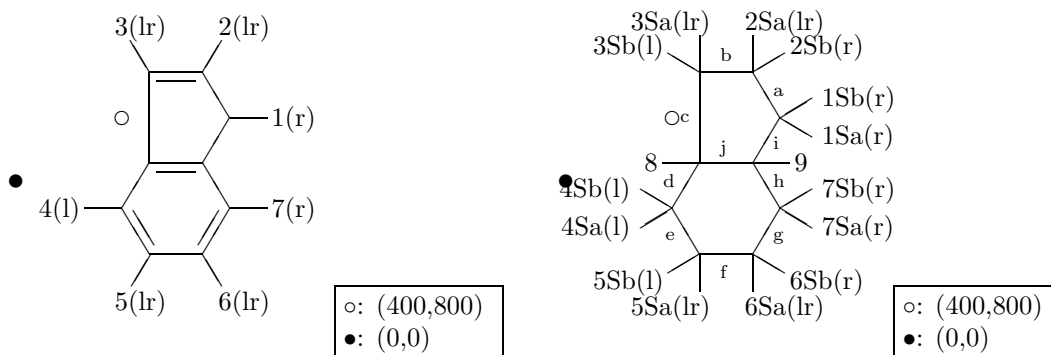 3(lr) 2(lr)
1(r)
4(l) 7(r)
5(lr) 6(lr)
○: (400,800)
●: (0,0)
3Sa(lr) 2Sa(lr)
3Sb(l) b 2Sb(r)
a
1Sb(r)
c
1Sa(r)
j i
8 9
d h
4Sb(l) 7Sb(r)
4Sa(l) 7Sa(r)
e g
f
5Sb(l) 6Sb(r)
5Sa(lr) 6Sa(lr)
○: (400,800)
●: (0,0)